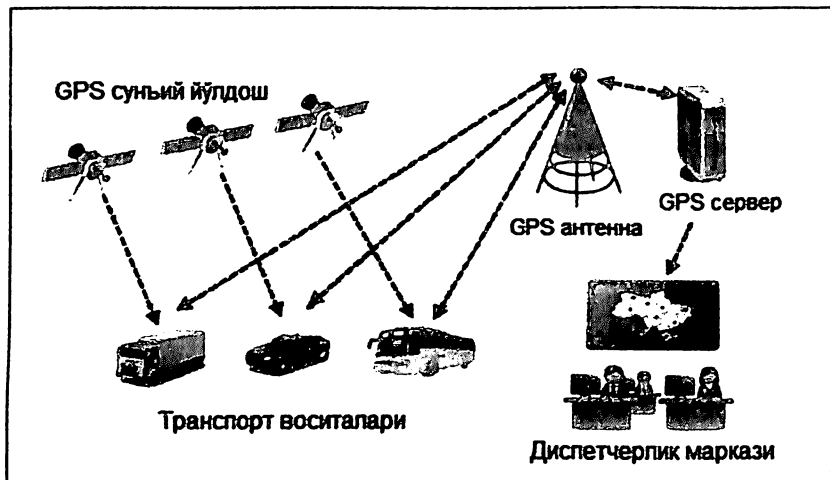 GPS сунъий йўлдош
GPS сервер
GPS антенна
Транспорт воситалари
Диспетчерлик маркази